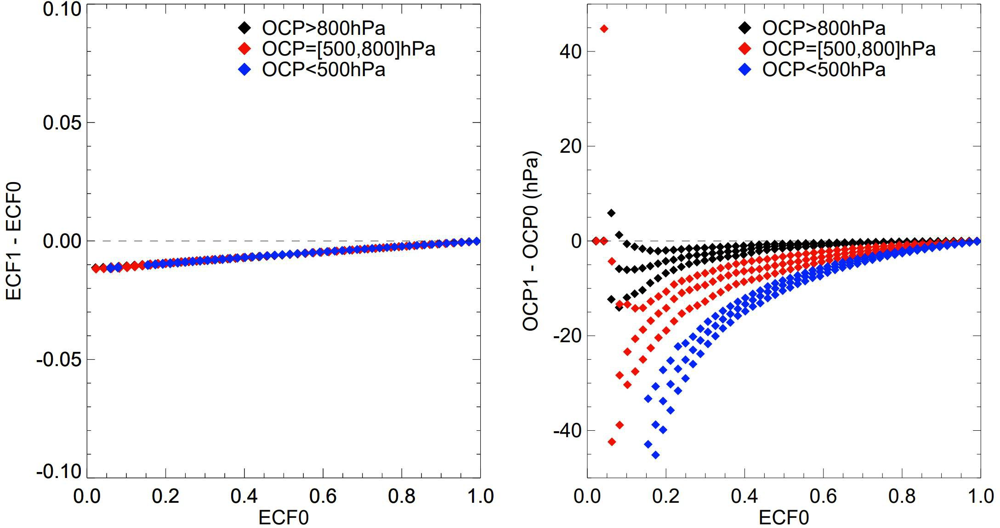 0.10
0.05
0.00
-0.05
-0.10
ECF1 - ECF0
OCP>800hPa
OCP=[500,800]hPa
OCP<500hPa
0.0 0.2 0.4 0.6 0.8 1.0
ECF0
40
20
0
-20
-40
OCP1 - OCP0 (hPa)
OCP>800hPa
OCP=[500,800]hPa
OCP<500hPa
0.0 0.2 0.4 0.6 0.8 1.0
ECF0